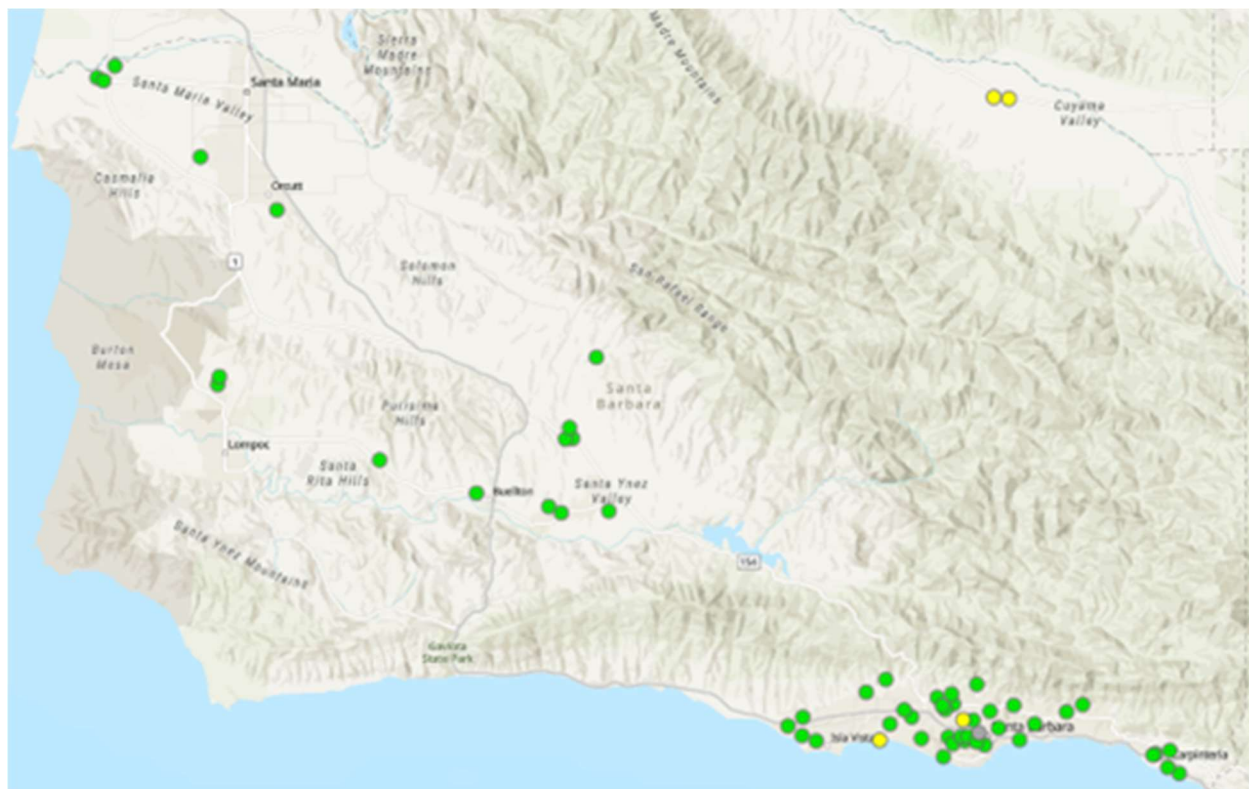 Sierra
Madre
Mountains
Madre Mountains
Santa Maria
Santa Maria Valley
Cuyama
Valley
Casmalia
Hills
Orcutt
1
Solomon
Hills
San Rafael Range
Burton
Mesa
Santa
Barbara
Purisima
Hills
Lompoc
Santa
Rita Hills
Buellton
Santa Ynez
Valley
Santa Ynez Mountains
154
Gaviota
State Park
Isla Vista
nta Barbara
arpinteria